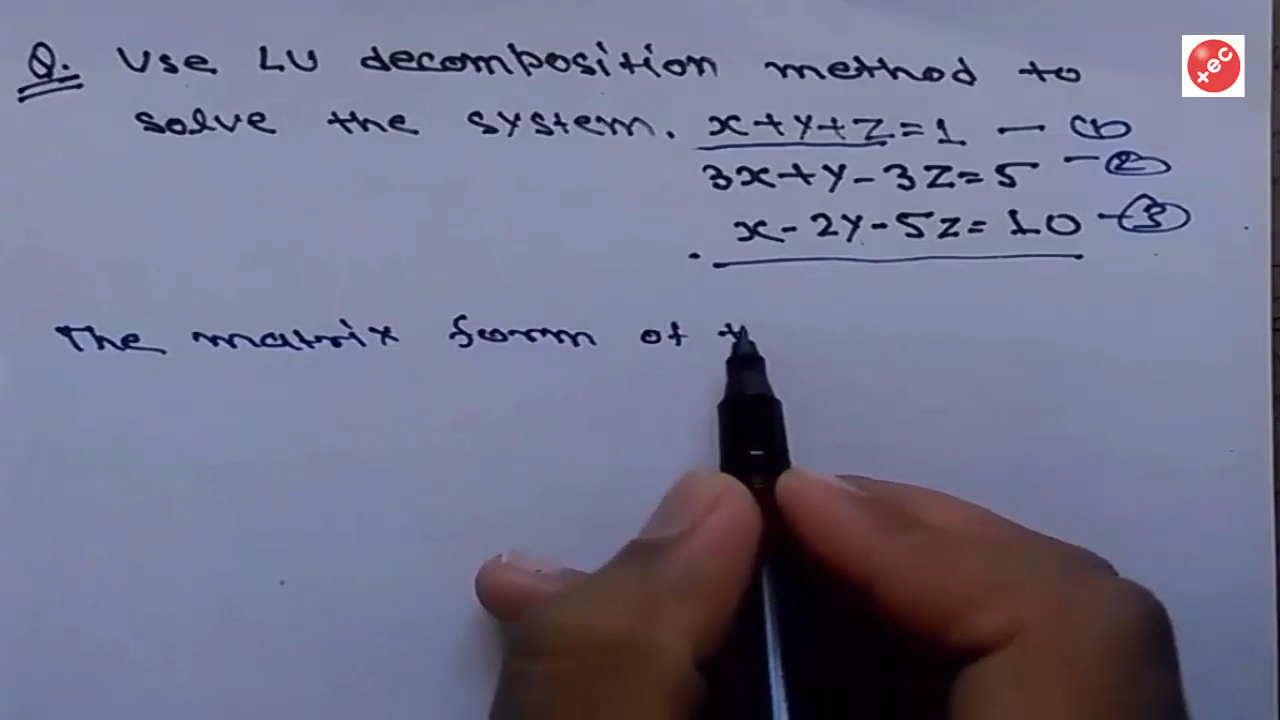 Q. Use LU decomposition method to
solve the system. x+y+z=1 — ①
3x+y-3z=5 — ②
x-2y-5z=10 — ③
The matrix form of t
xec